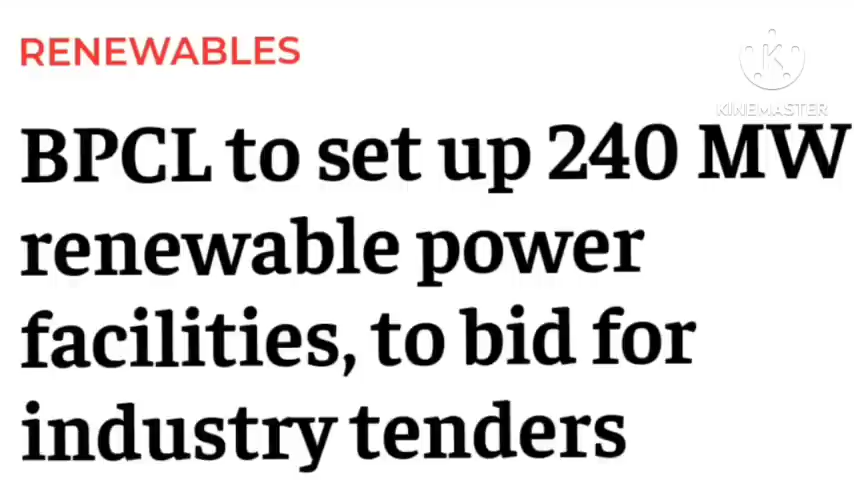 RENEWABLES
KINEMASTER
BPCL to set up 240 MW
renewable power
facilities, to bid for
industry tenders